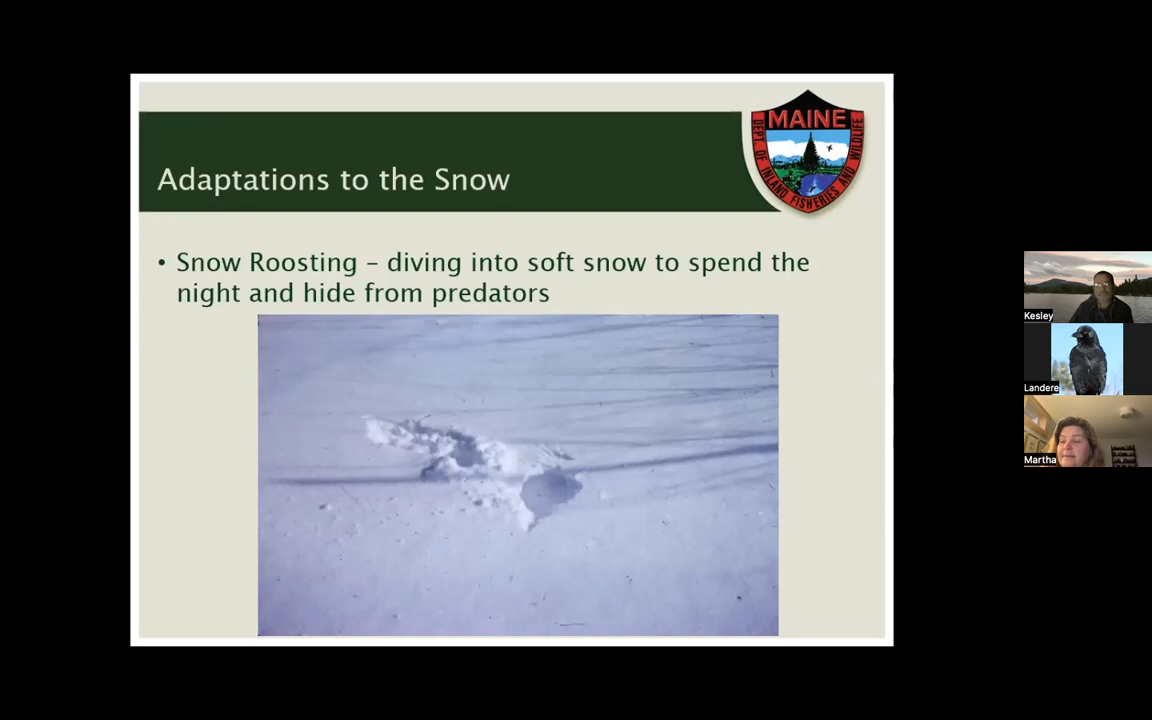 Adaptations to the Snow
MAINE
DEPT. OF INLAND FISHERIES AND WILDLIFE
• Snow Roosting – diving into soft snow to spend the
night and hide from predators
Kesley
Landere
Martha